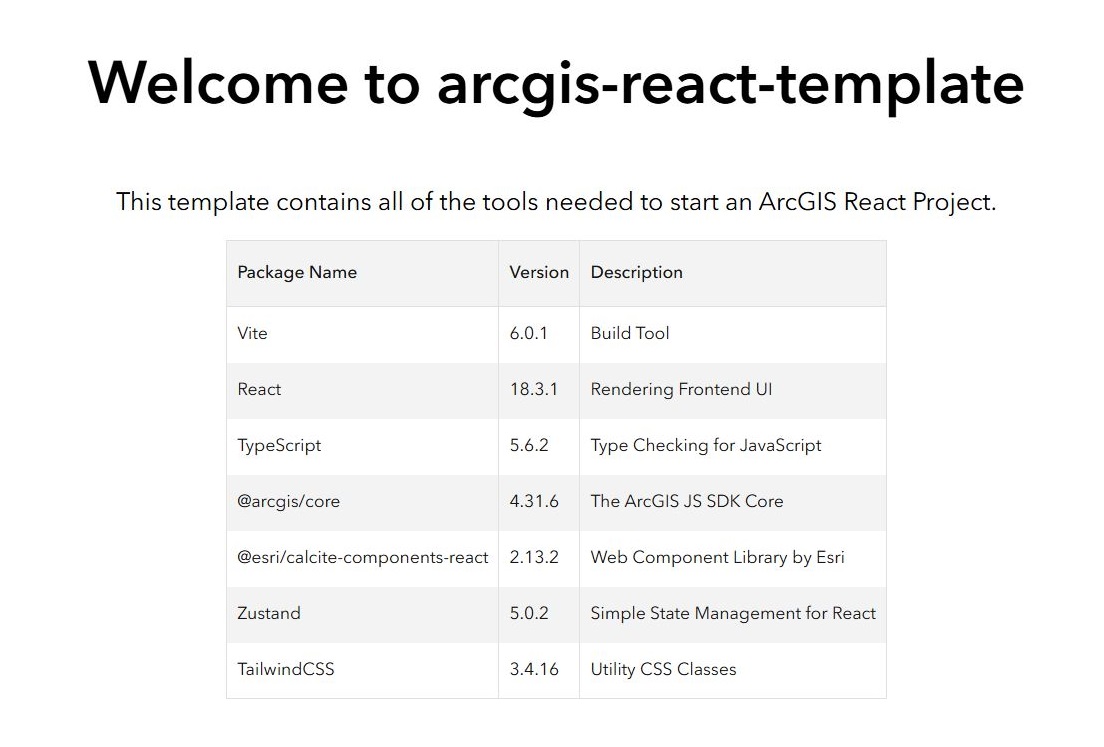 Welcome to arcgis-react-template
This template contains all of the tools needed to start an ArcGIS React Project.
Package Name Version Description
Vite 6.0.1 Build Tool
React 18.3.1 Rendering Frontend UI
TypeScript 5.6.2 Type Checking for JavaScript
@arcgis/core 4.31.6 The ArcGIS JS SDK Core
@esri/calcite-components-react 2.13.2 Web Component Library by Esri
Zustand 5.0.2 Simple State Management for React
TailwindCSS 3.4.16 Utility CSS Classes